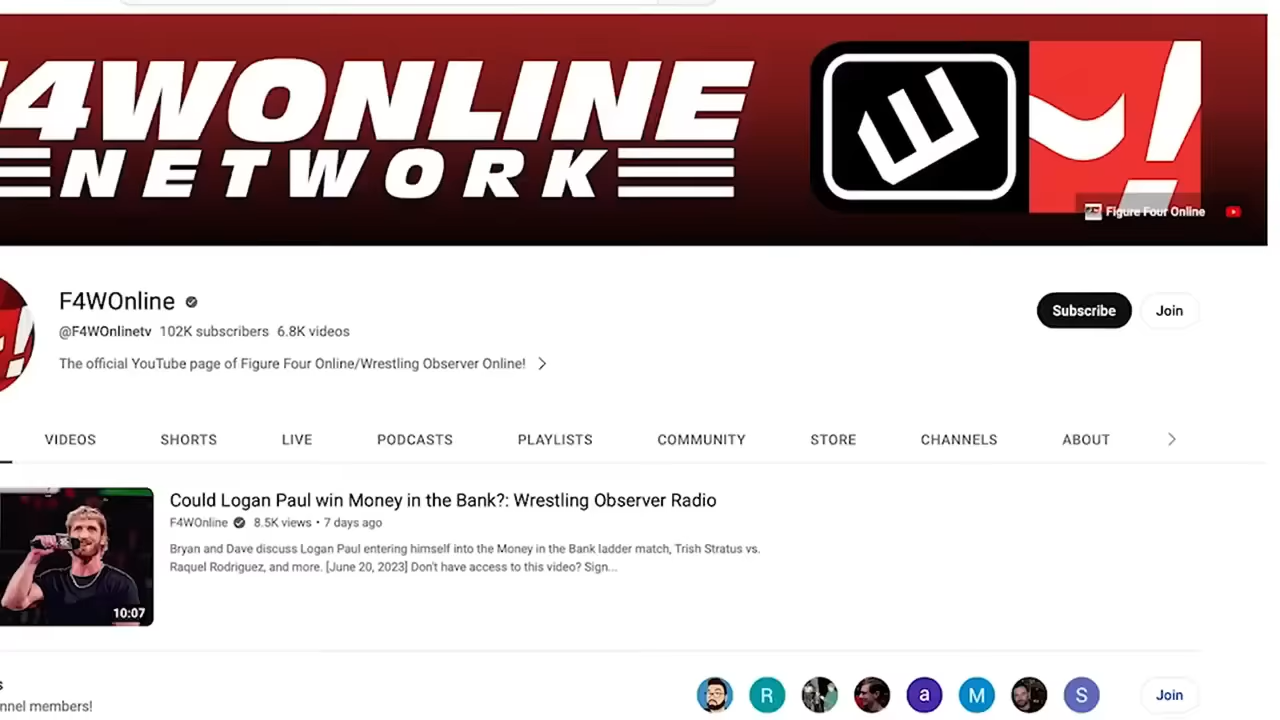 F4WONLINE
NETWORK
Figure Four Online
F4WOnline
@F4WOnlinetv 102K subscribers 6.8K videos
The official YouTube page of Figure Four Online/Wrestling Observer Online!
Subscribe
Join
VIDEOS SHORTS LIVE PODCASTS PLAYLISTS COMMUNITY STORE CHANNELS ABOUT
Could Logan Paul win Money in the Bank?: Wrestling Observer Radio
F4WOnline 8.5K views • 7 days ago
Bryan and Dave discuss Logan Paul entering himself into the Money in the Bank ladder match, Trish Stratus vs.
Raquel Rodriguez, and more. [June 20, 2023] Don't have access to this video? Sign...
10:07
R a M S
Join
nnel members!